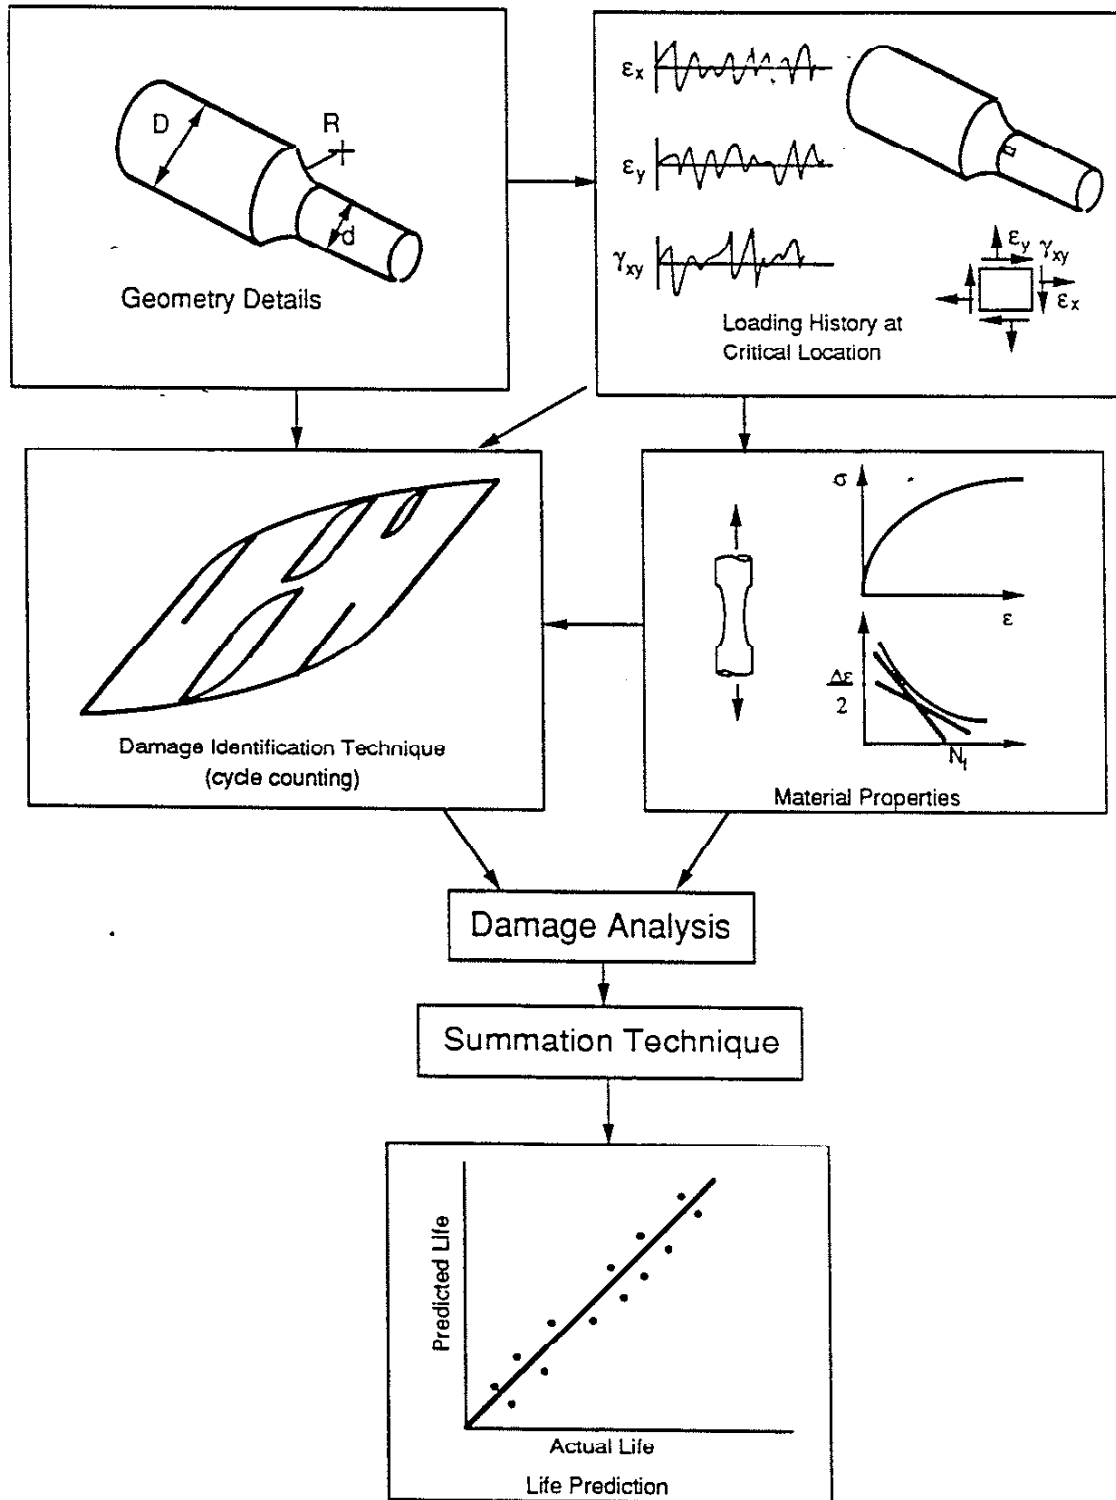 D
R
d
Geometry Details
εx
εy
γxy
εy γxy
εx
Loading History at
Critical Location
Damage Identification Technique
(cycle counting)
σ
ε
Δε
2
Nf
Material Properties
Damage Analysis
Summation Technique
Predicted Life
Actual Life
Life Prediction